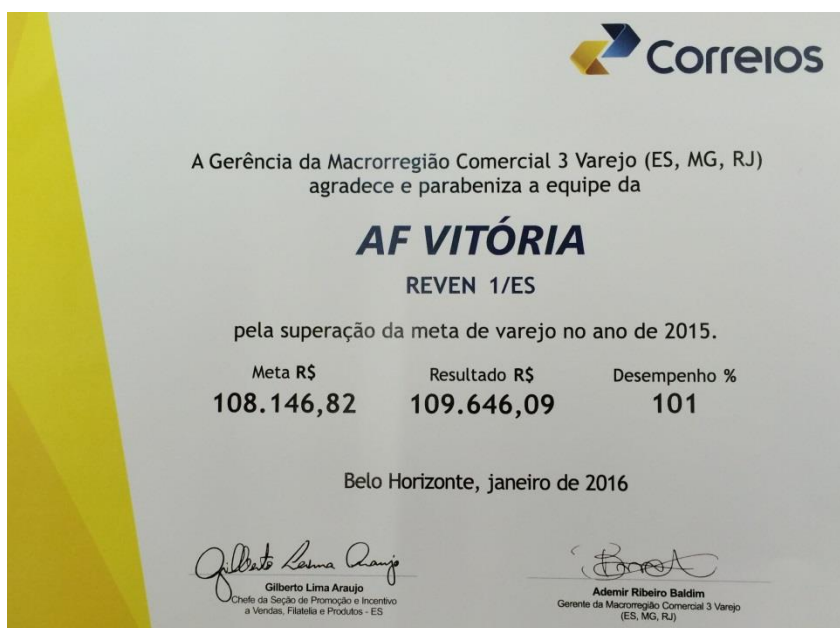 Correios
A Gerência da Macrorregião Comercial 3 Varejo (ES, MG, RJ)
agradece e parabeniza a equipe da
AF VITÓRIA
REVEN 1/ES
pela superação da meta de varejo no ano de 2015.
Meta R$ Resultado R$ Desempenho %
108.146,82 109.646,09 101
Belo Horizonte, janeiro de 2016
Gilberto Lima Araujo
Gilberto Lima Araujo
Chefe da Seção de Promoção e Incentivo
a Vendas, Filatelia e Produtos - ES
Ademir Ribeiro Baldim
Gerente da Macrorregião Comercial 3 Varejo
(ES, MG, RJ)